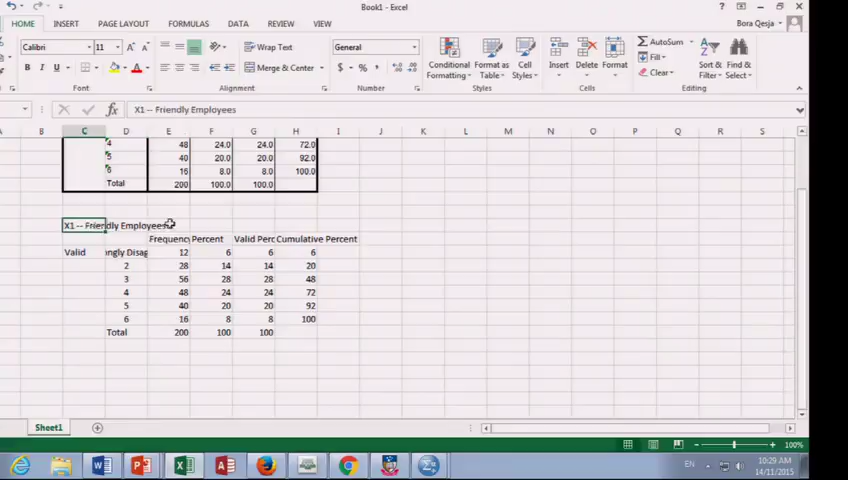 Book1 - Excel
HOME INSERT PAGE LAYOUT FORMULAS DATA REVIEW VIEW
Bora Qesja
Calibri 11 A A Wrap Text General AutoSum
Fill
B I U A Merge & Center $ % Conditional Formatting Format as Table Cell Styles Insert Delete Format Clear Sort & Filter Find & Select
Font Alignment Number Styles Cells Editing
fx X1 -- Friendly Employees
A B C D E F G H I J K L M N O P Q R S
4 48 24.0 24.0 72.0
5 40 20.0 20.0 92.0
6 16 8.0 8.0 100.0
Total 200 100.0 100.0
X1 -- Friendly Employees
Frequency Percent Valid Perc Cumulative Percent
Valid ongly Disag 12 6 6 6
2 28 14 14 20
3 56 28 28 48
4 48 24 24 72
5 40 20 20 92
6 16 8 8 100
Total 200 100 100
Sheet1
100%
EN 10:29 AM
14/11/2015